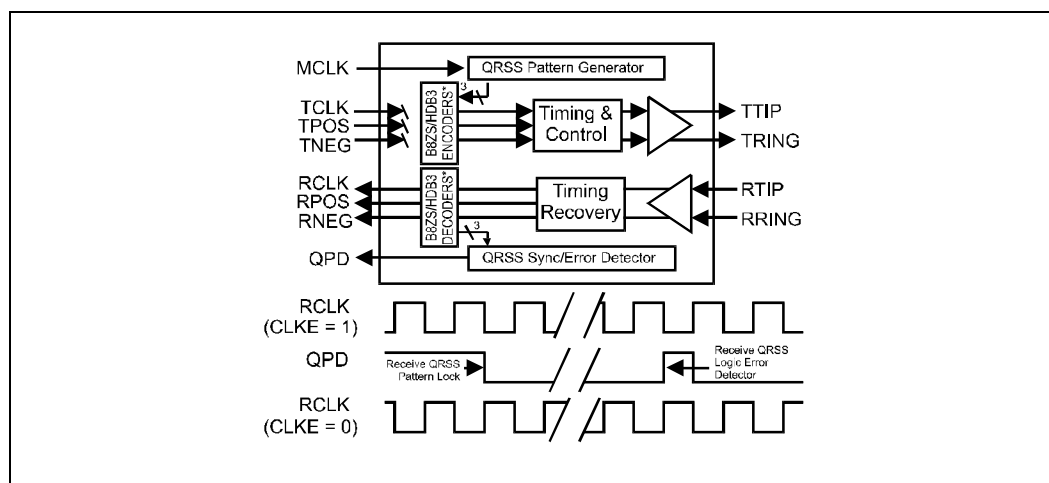 MCLK
QRSS Pattern Generator
3
TCLK
TPOS
TNEG
B8ZS/HDB3
ENCODERS*
Timing &
Control
TTIP
TRING
RCLK
RPOS
RNEG
B8ZS/HDB3
DECODERS*
Timing
Recovery
RTIP
RRING
3
QPD
QRSS Sync/Error Detector
RCLK
(CLKE = 1)
QPD
Receive QRSS
Pattern Lock
Receive QRSS
Logic Error
Detector
RCLK
(CLKE = 0)